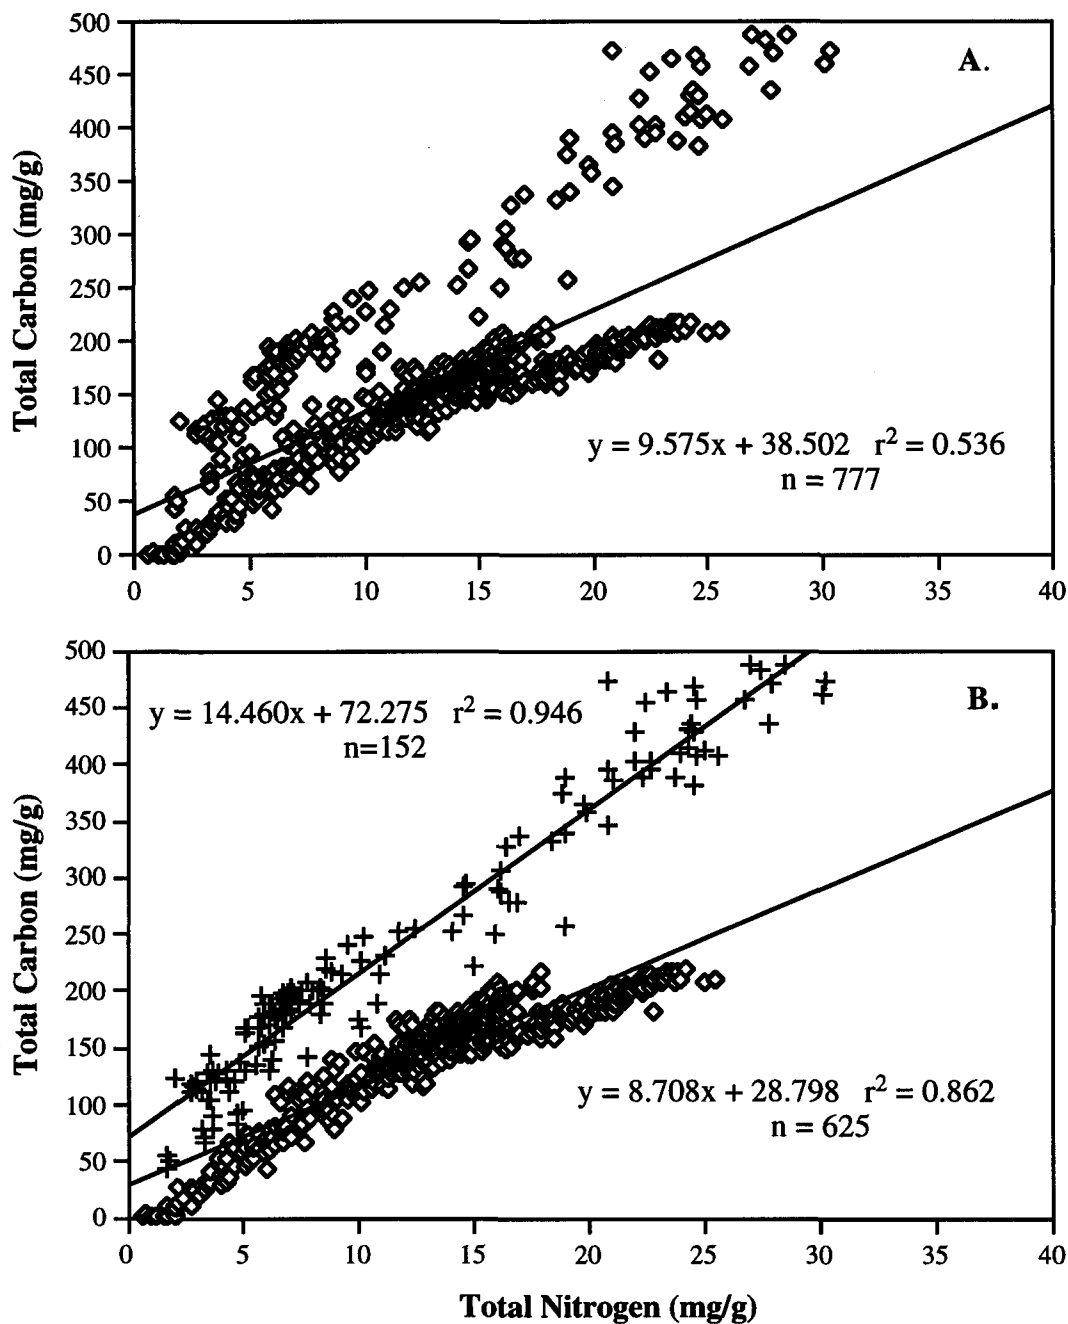 A.
500
450
400
350
300
250
200
150
100
50
0
Total Carbon (mg/g)
y = 9.575x + 38.502 r² = 0.536
n = 777
0 5 10 15 20 25 30 35 40
B.
500
450
400
350
300
250
200
150
100
50
0
Total Carbon (mg/g)
y = 14.460x + 72.275 r² = 0.946
n=152
y = 8.708x + 28.798 r² = 0.862
n = 625
0 5 10 15 20 25 30 35 40
Total Nitrogen (mg/g)